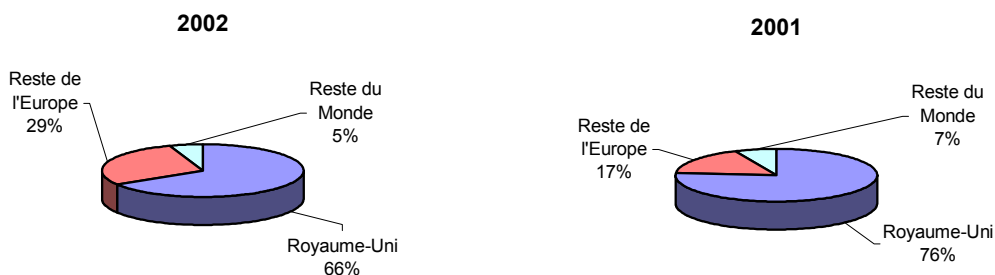 2002
Reste de
l'Europe
29%
Reste du
Monde
5%
Royaume-Uni
66%
2001
Reste de
l'Europe
17%
Reste du
Monde
7%
Royaume-Uni
76%